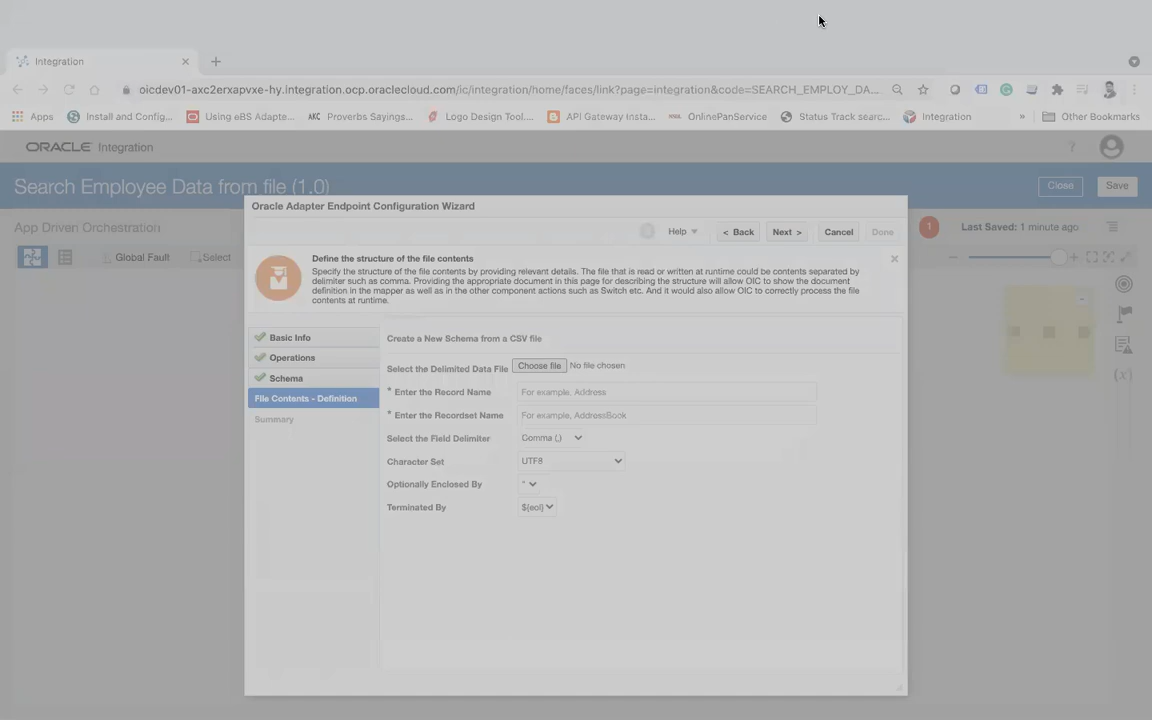 Integration
oicdev01-axc2erxapvxe-hy.integration.ocp.oraclecloud.com/ic/integration/home/faces/link?page=integration&code=SEARCH_EMPLOY_DA...
Apps Install and Config... Using eBS Adapte... AKC Proverbs Sayings... Logo Design Tool.... API Gateway Insta... OnlinePanService Status Track searc... Integration » Other Bookmarks
ORACLE Integration ?
Search Employee Data from file (1.0) Close Save
App Driven Orchestration 1 Last Saved: 1 minute ago
Global Fault Select
Oracle Adapter Endpoint Configuration Wizard
Help < Back Next > Cancel Done
Define the structure of the file contents
Specify the structure of the file contents by providing relevant details. The file that is read or written at runtime could be contents separated by
delimiter such as comma. Providing the appropriate document in this page for describing the structure will allow OIC to show the document
definition in the mapper as well as in the other component actions such as Switch etc. And it would also allow OIC to correctly process the file
contents at runtime.
Basic Info
Operations
Schema
File Contents - Definition
Summary
Create a New Schema from a CSV file
Select the Delimited Data File Choose file No file chosen
* Enter the Record Name For example, Address
* Enter the Recordset Name For example, AddressBook
Select the Field Delimiter Comma (,)
Character Set UTF8
Optionally Enclosed By "
Terminated By ${eol}